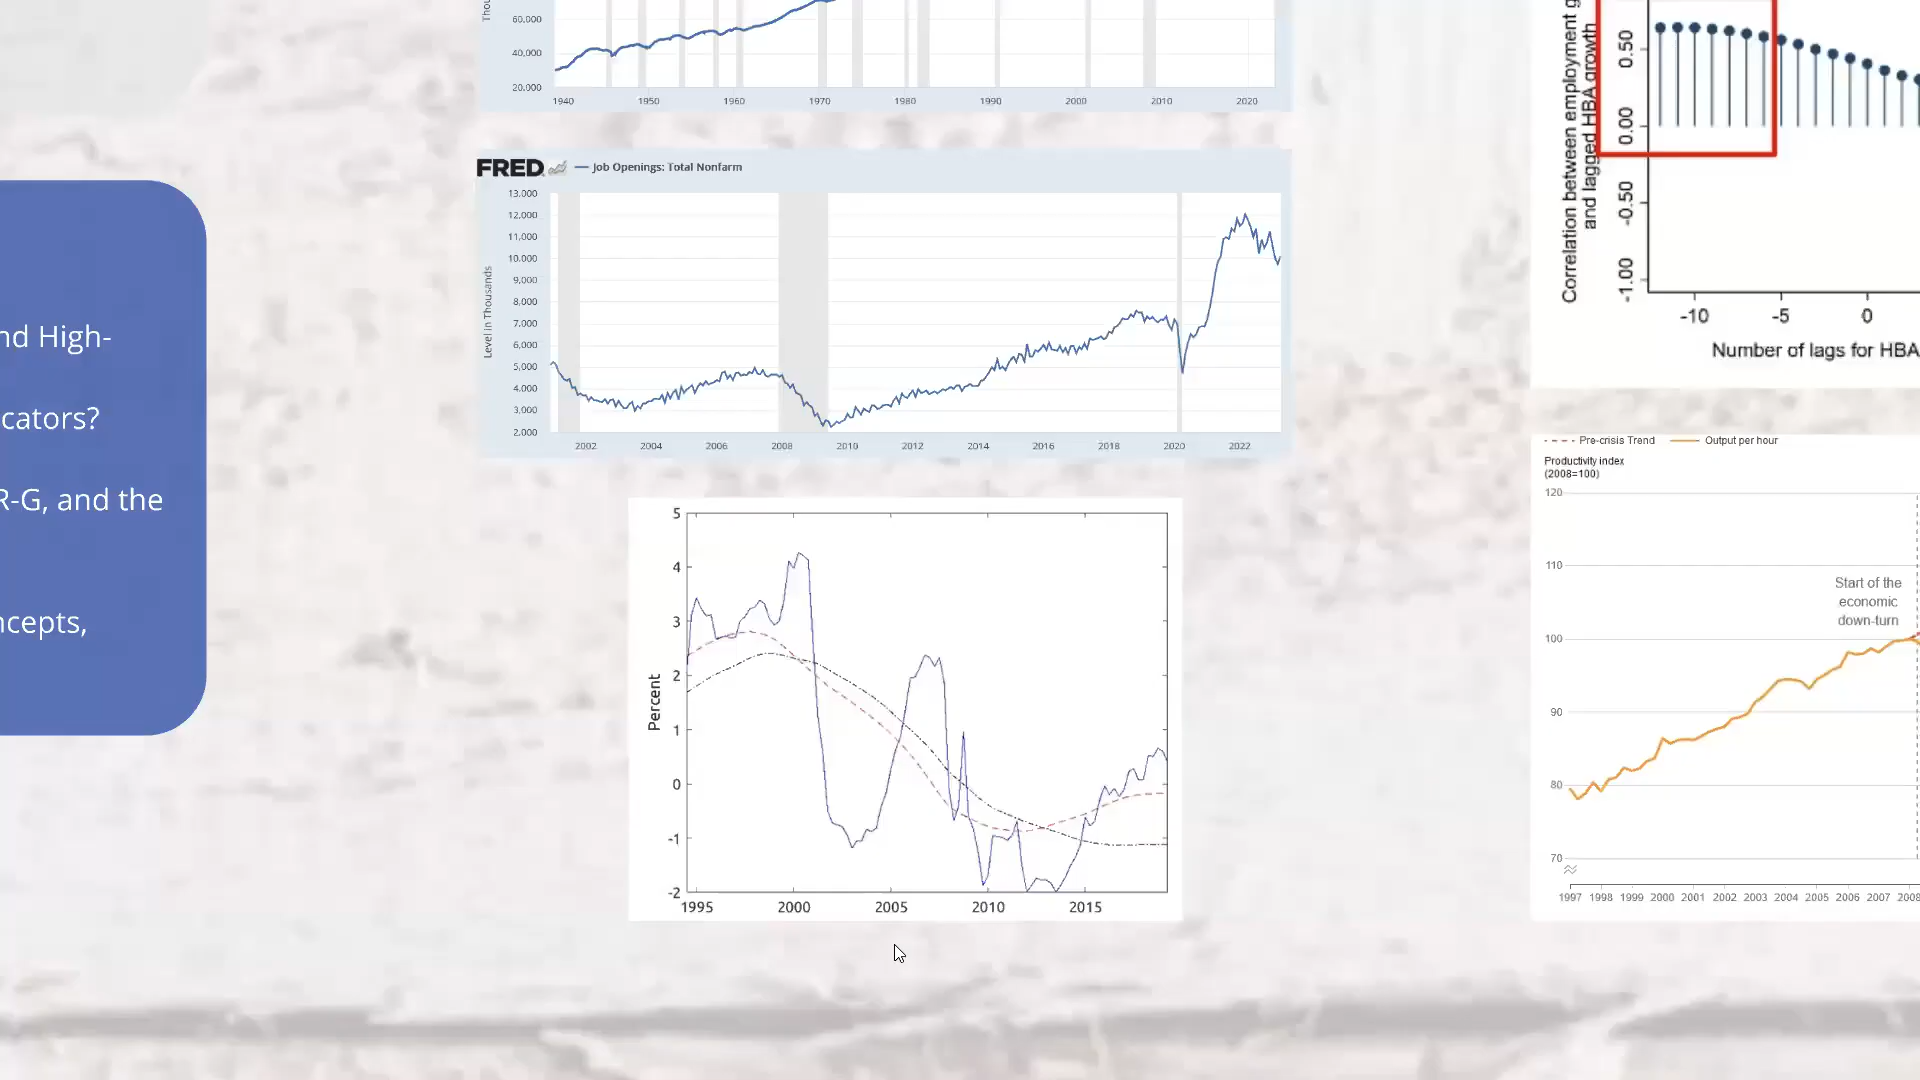 nd High-
cators?
R-G, and the
ncepts,
60,000
40,000
20,000
1940 1950 1960 1970 1980 1990 2000 2010 2020
FRED Job Openings: Total Nonfarm
Level in Thousands
13,000
12,000
11,000
10,000
9,000
8,000
7,000
6,000
5,000
4,000
3,000
2,000
2002 2004 2006 2008 2010 2012 2014 2016 2018 2020 2022
Percent
5
4
3
2
1
0
-1
-2
1995 2000 2005 2010 2015
Correlation between employment g
and lagged HBA growth
0.50
0.00
-0.50
-1.00
-10 -5 0
Number of lags for HBA
Pre-crisis Trend Output per hour
Productivity index
(2008=100)
120
110
Start of the
economic
down-turn
100
90
80
70
1997 1998 1999 2000 2001 2002 2003 2004 2005 2006 2007 2008